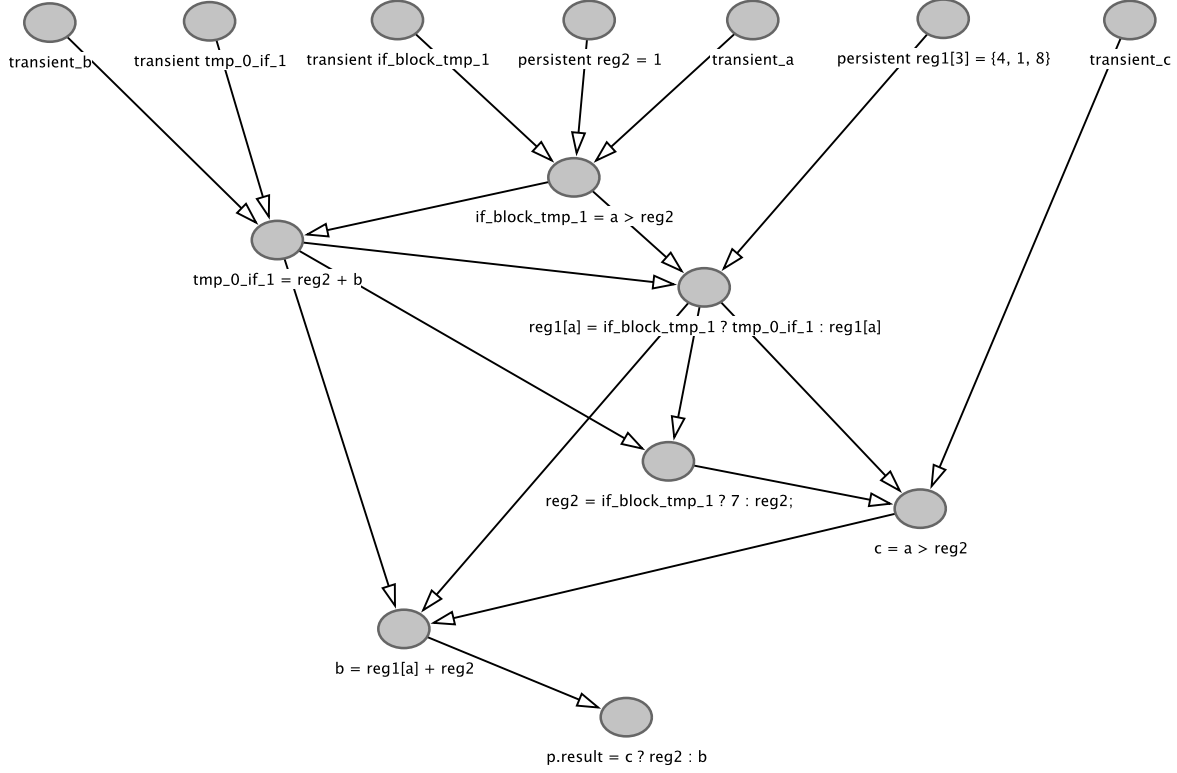 transient_b
transient tmp_0_if_1
transient if_block_tmp_1
persistent reg2 = 1
transient_a
persistent reg1[3] = {4, 1, 8}
transient_c
if_block_tmp_1 = a > reg2
tmp_0_if_1 = reg2 + b
reg1[a] = if_block_tmp_1 ? tmp_0_if_1 : reg1[a]
reg2 = if_block_tmp_1 ? 7 : reg2;
c = a > reg2
b = reg1[a] + reg2
p.result = c ? reg2 : b